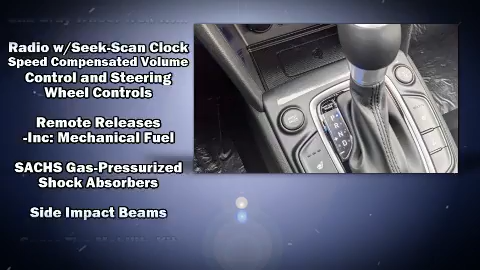 Radio w/Seek-Scan Clock
Speed Compensated Volume
Control and Steering
Wheel Controls
Remote Releases
-Inc: Mechanical Fuel
SACHS Gas-Pressurized
Shock Absorbers
Side Impact Beams
P
R
N
D